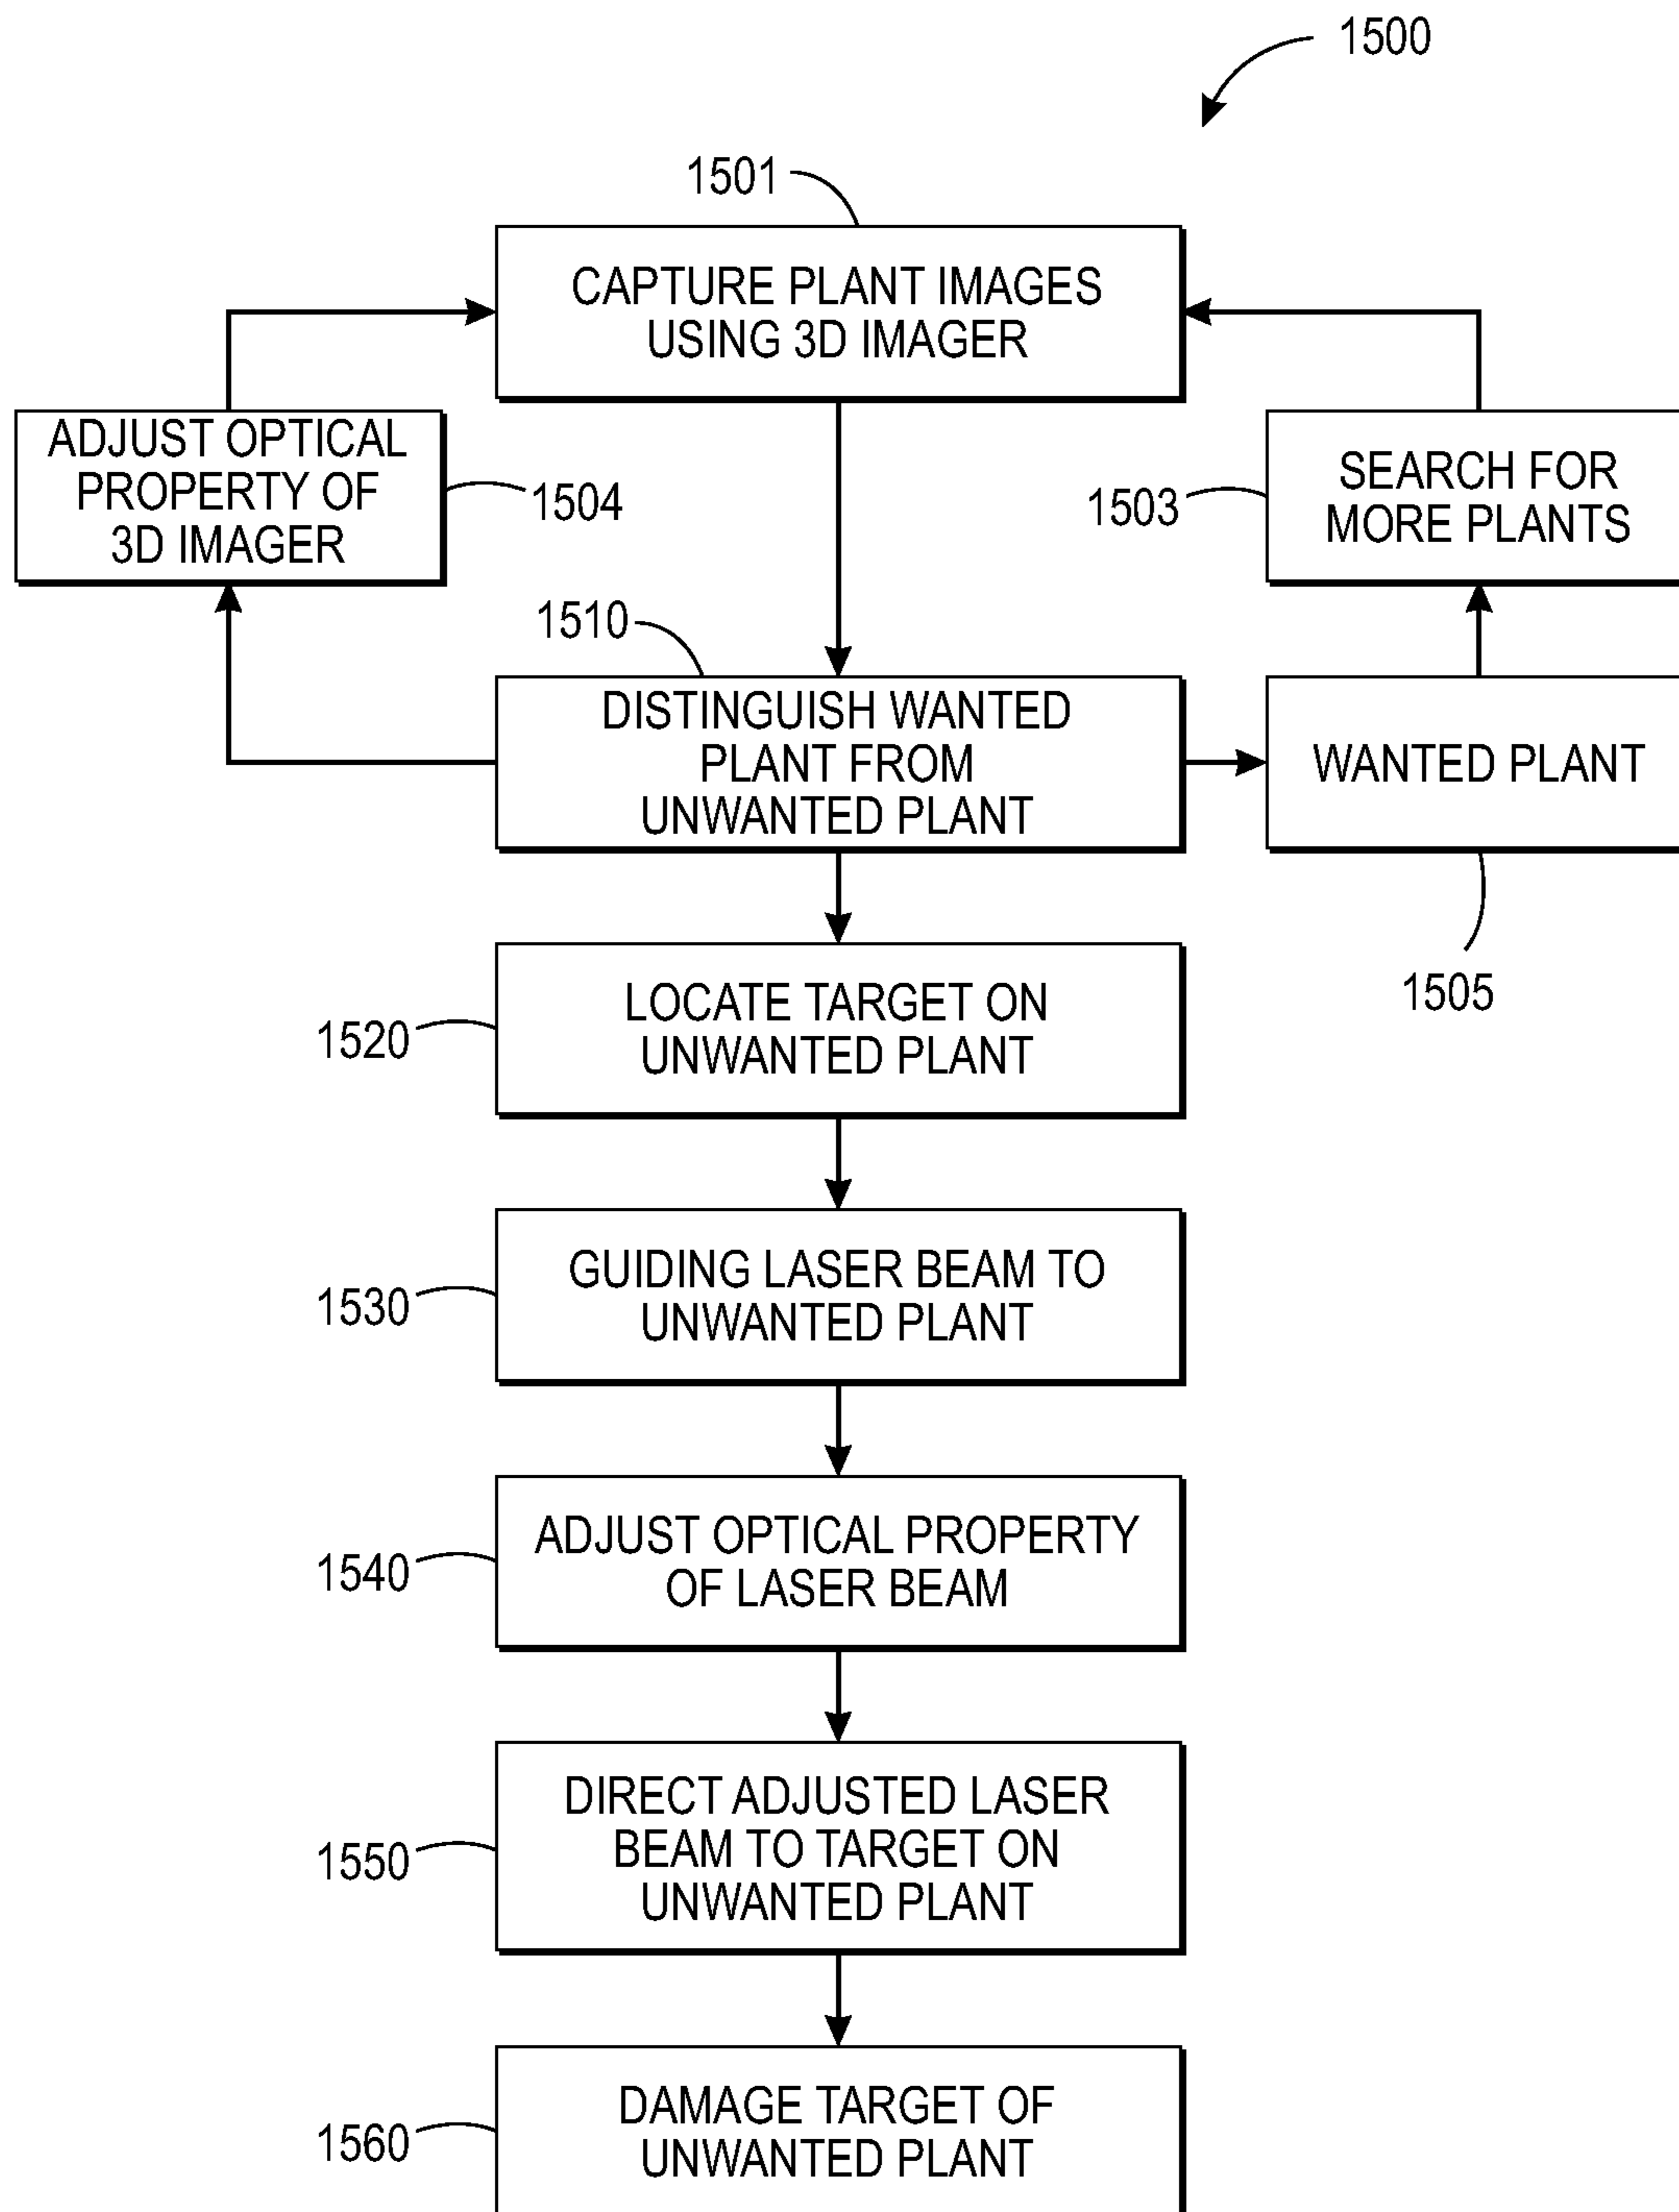 1500
1501
CAPTURE PLANT IMAGES
USING 3D IMAGER
ADJUST OPTICAL
PROPERTY OF
3D IMAGER
1504
1503
SEARCH FOR
MORE PLANTS
1510
DISTINGUISH WANTED
PLANT FROM
UNWANTED PLANT
WANTED PLANT
1505
1520
LOCATE TARGET ON
UNWANTED PLANT
1530
GUIDING LASER BEAM TO
UNWANTED PLANT
1540
ADJUST OPTICAL PROPERTY
OF LASER BEAM
1550
DIRECT ADJUSTED LASER
BEAM TO TARGET ON
UNWANTED PLANT
1560
DAMAGE TARGET OF
UNWANTED PLANT